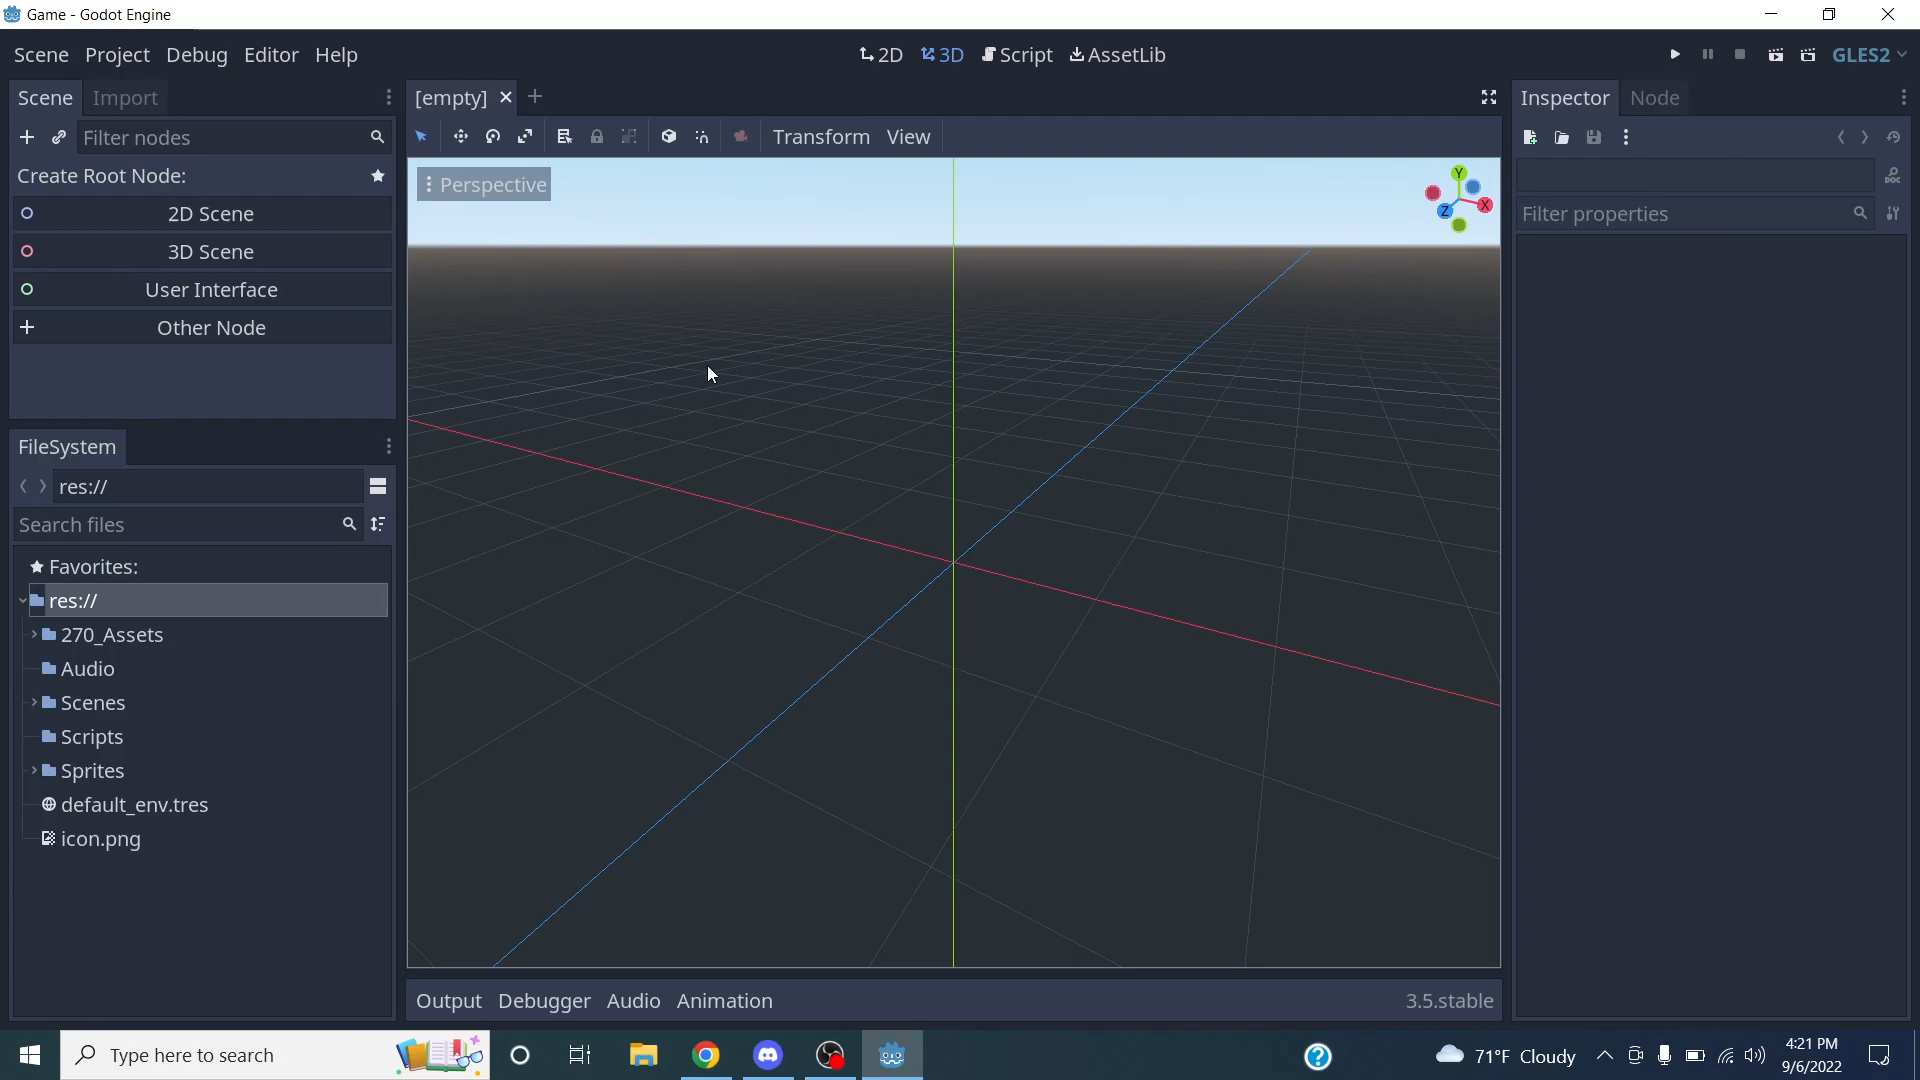 Game - Godot Engine
Scene Project Debug Editor Help
2D 3D Script AssetLib
GLES2
Scene Import
[empty]
Inspector Node
Filter nodes
Transform View
Create Root Node:
Perspective
2D Scene
3D Scene
User Interface
Other Node
Y
X
Z
DOC
Filter properties
FileSystem
res://
Search files
Favorites:
res://
270_Assets
Audio
Scenes
Scripts
Sprites
default_env.tres
icon.png
Output Debugger Audio Animation
3.5.stable
Type here to search
71°F Cloudy
4:21 PM
9/6/2022